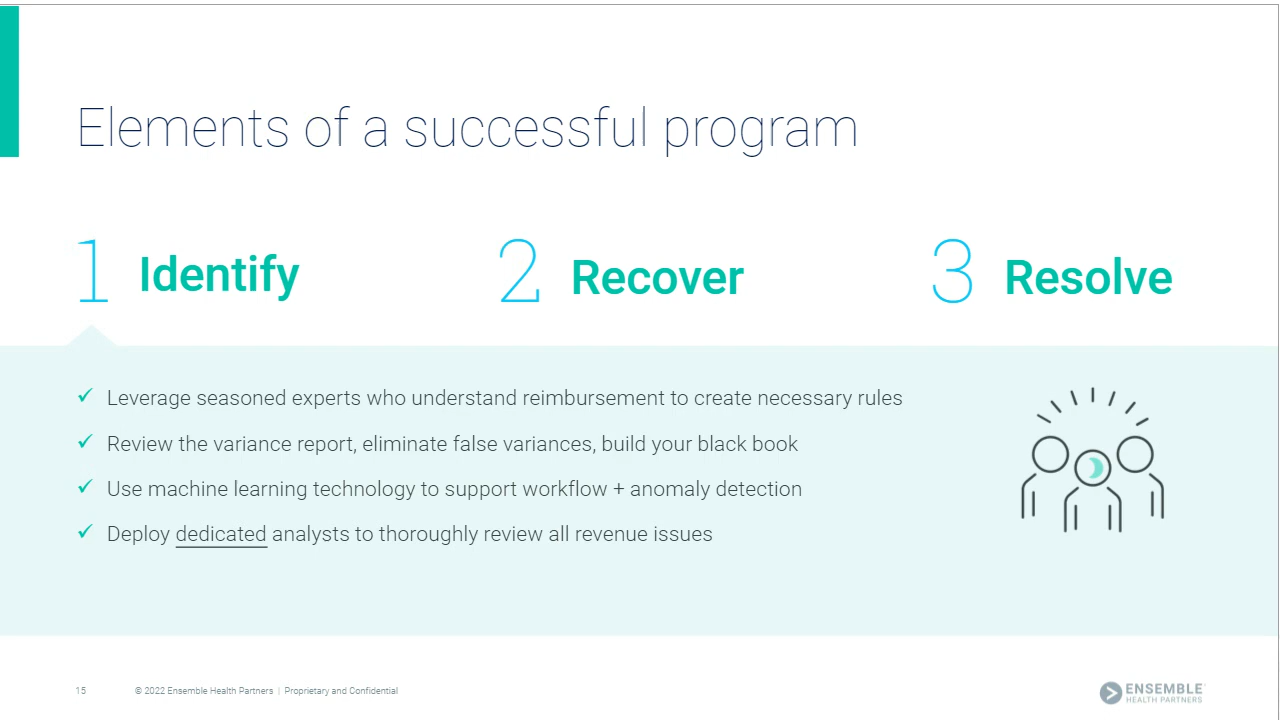 Elements of a successful program
1 Identify
2 Recover
3 Resolve
✓ Leverage seasoned experts who understand reimbursement to create necessary rules
✓ Review the variance report, eliminate false variances, build your black book
✓ Use machine learning technology to support workflow + anomaly detection
✓ Deploy dedicated analysts to thoroughly review all revenue issues
15 © 2022 Ensemble Health Partners | Proprietary and Confidential
ENSEMBLE
HEALTH PARTNERS